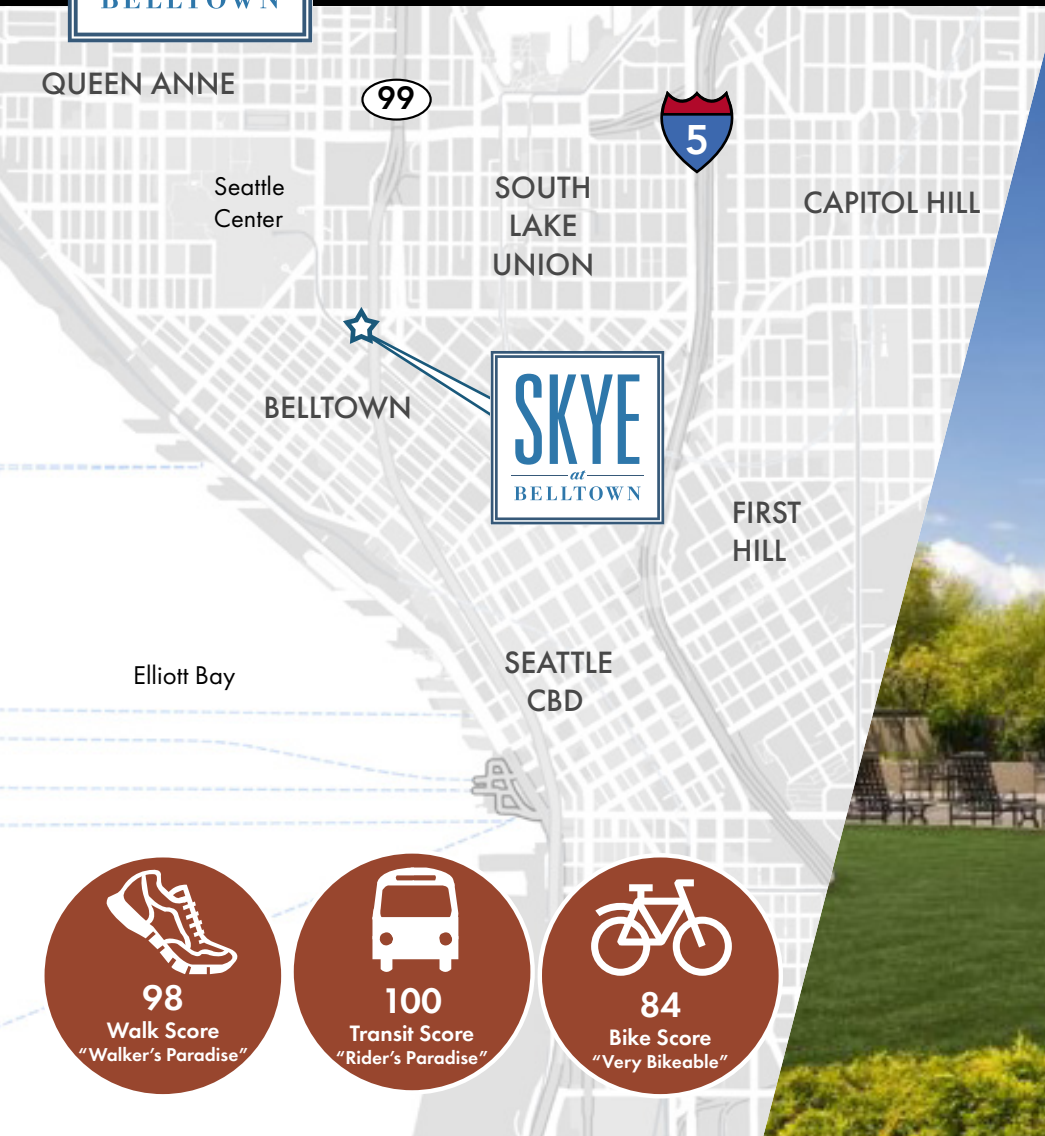 BELLTOWN
QUEEN ANNE
99
5
Seattle
Center
SOUTH
LAKE
UNION
CAPITOL HILL
SKYE
at
BELLTOWN
BELLTOWN
FIRST
HILL
SEATTLE
CBD
Elliott Bay
98
Walk Score
“Walker’s Paradise”
100
Transit Score
“Rider’s Paradise”
84
Bike Score
“Very Bikeable”